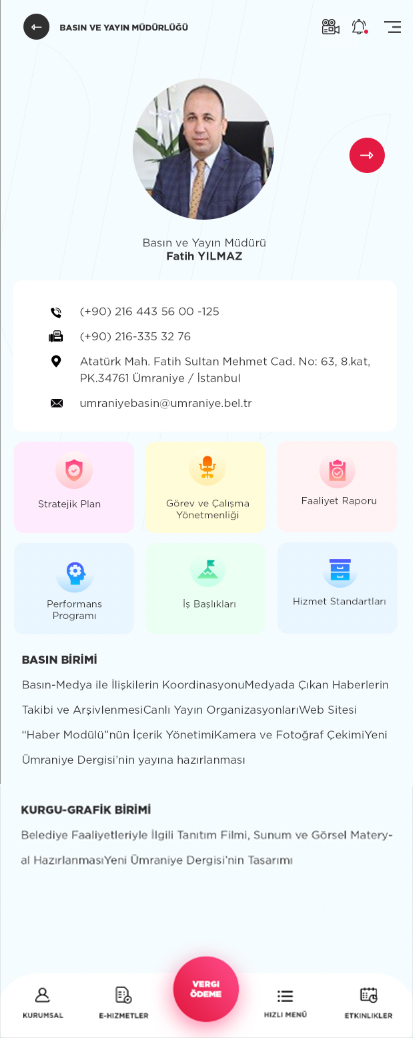 BASIN VE YAYIN MÜDÜRLÜĞÜ
Basın ve Yayın Müdürü
Fatih YILMAZ
(+90) 216 443 56 00 -125
(+90) 216-335 32 76
Atatürk Mah. Fatih Sultan Mehmet Cad. No: 63, 8.kat,
PK.34761 Ümraniye / İstanbul
umraniyebasin@umraniye.bel.tr
Stratejik Plan
Görev ve Çalışma
Yönetmenliği
Faaliyet Raporu
Performans
Programı
İş Başlıkları
Hizmet Standartları
BASIN BİRİMİ
Basın-Medya ile İlişkilerin KoordinasyonuMedyada Çıkan Haberlerin
Takibi ve ArşivlenmesiCanlı Yayın OrganizasyonlarıWeb Sitesi
“Haber Modülü”nün İçerik YönetimiKamera ve Fotoğraf ÇekimiYeni
Ümraniye Dergisi’nin yayına hazırlanması
KURGU-GRAFİK BİRİMİ
Belediye Faaliyetleriyle İlgili Tanıtım Filmi, Sunum ve Görsel Matery-
al HazırlanmasıYeni Ümraniye Dergisi’nin Tasarımı
VERGİ
ÖDEME
KURUMSAL
E-HİZMETLER
HIZLI MENÜ
ETKINLIKLER